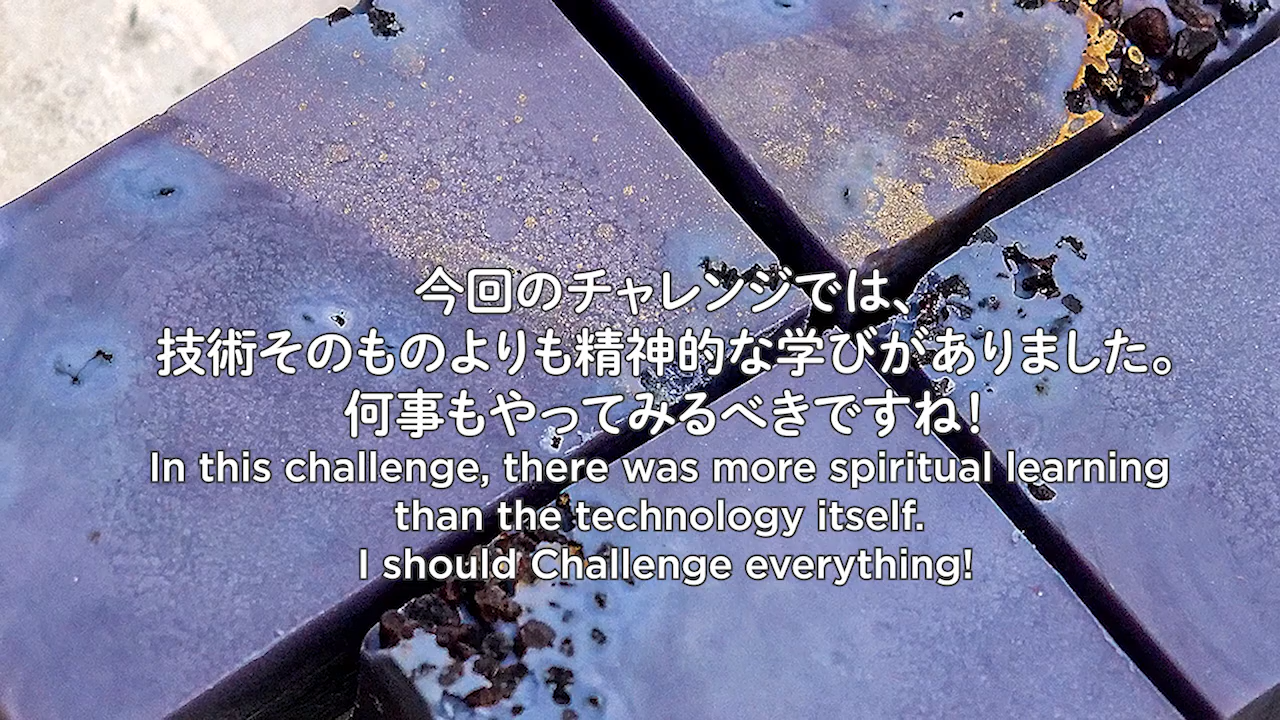 今回のチャレンジでは、
技術そのものよりも精神的な学びがありました。
何事もやってみるべきですね！
In this challenge, there was more spiritual learning
than the technology itself.
I should Challenge everything!